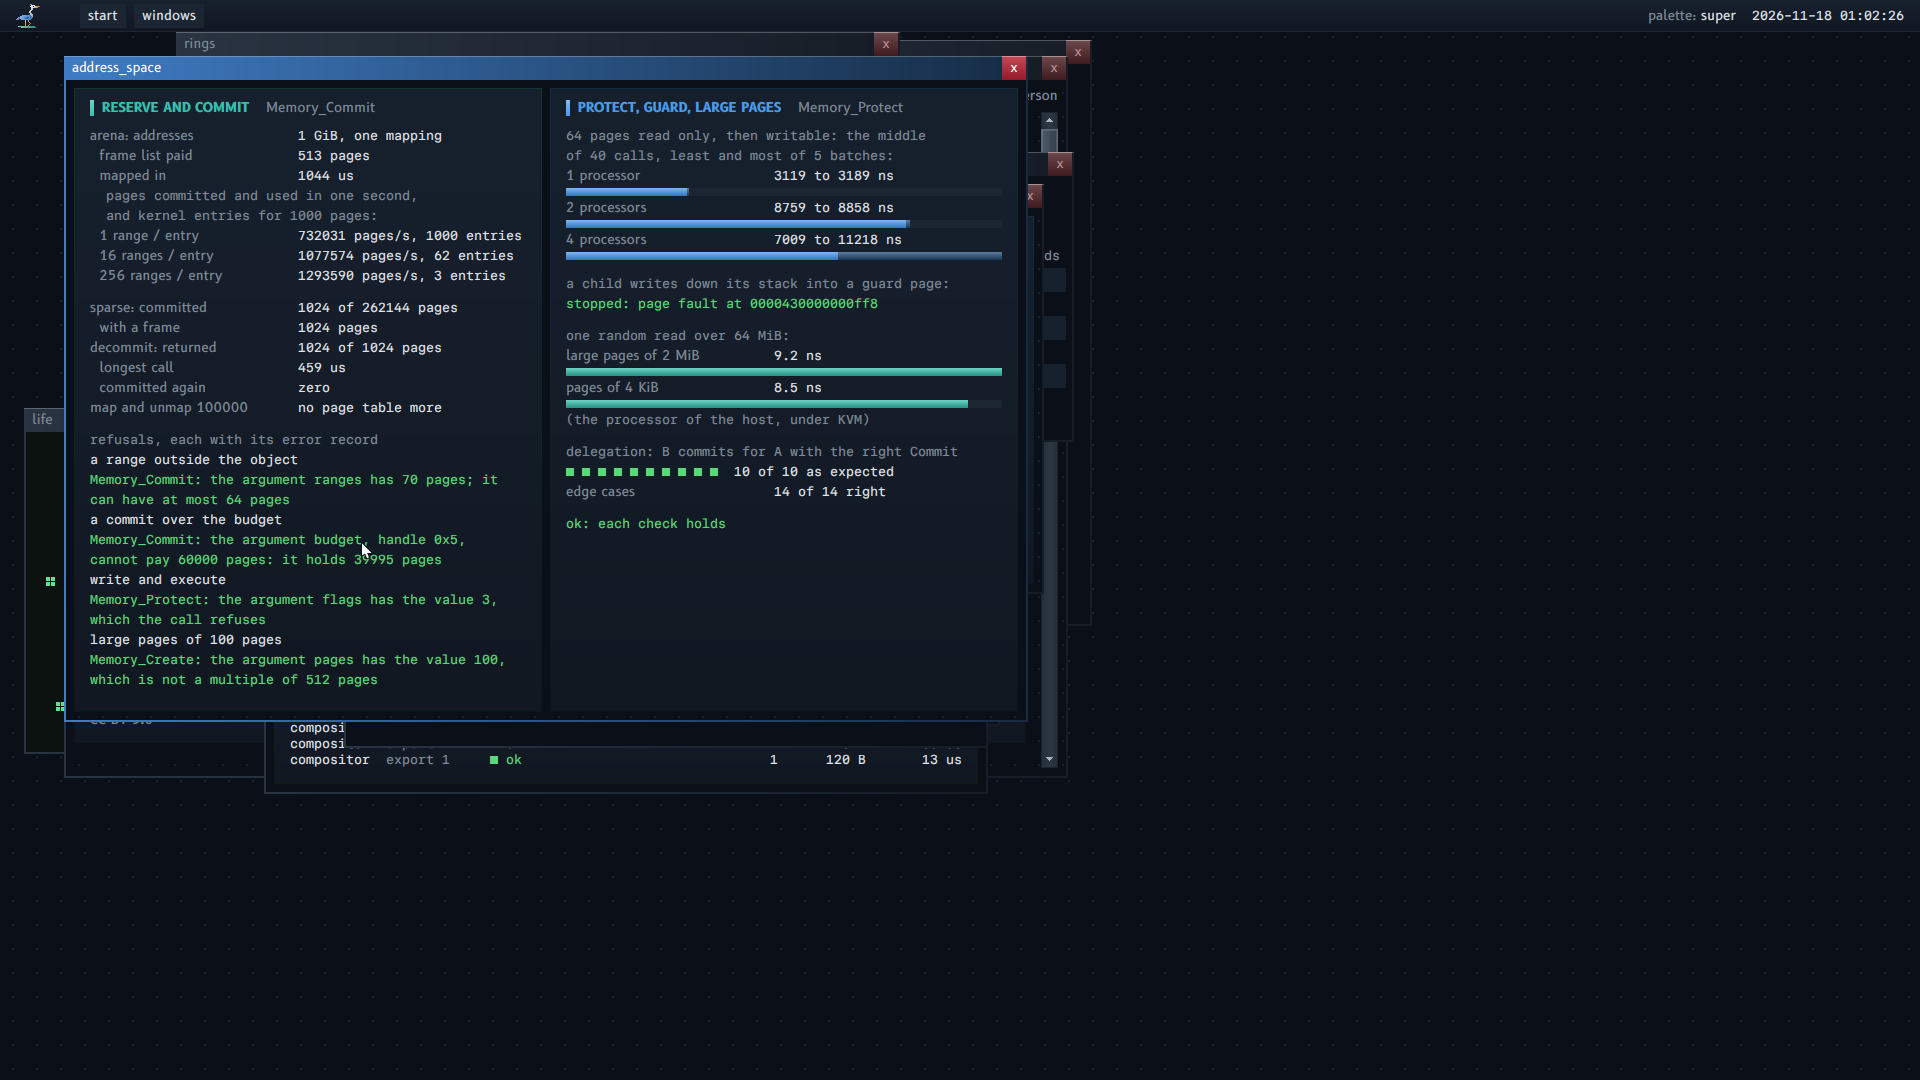 start windows palette: super 2026-11-18 01:02:26
rings x
x
address_space x
x
RESERVE AND COMMIT Memory_Commit
arena: addresses 1 GiB, one mapping
frame list paid 513 pages
mapped in 1044 us
pages committed and used in one second,
and kernel entries for 1000 pages:
1 range / entry 732031 pages/s, 1000 entries
16 ranges / entry 1077574 pages/s, 62 entries
256 ranges / entry 1293590 pages/s, 3 entries
sparse: committed 1024 of 262144 pages
with a frame 1024 pages
decommit: returned 1024 of 1024 pages
longest call 459 us
committed again zero
map and unmap 100000 no page table more
refusals, each with its error record
a range outside the object
Memory_Commit: the argument ranges has 70 pages; it
can have at most 64 pages
a commit over the budget
Memory_Commit: the argument budget, handle 0x5,
cannot pay 60000 pages: it holds 39995 pages
write and execute
Memory_Protect: the argument flags has the value 3,
which the call refuses
large pages of 100 pages
Memory_Create: the argument pages has the value 100,
which is not a multiple of 512 pages
PROTECT, GUARD, LARGE PAGES Memory_Protect
64 pages read only, then writable: the middle
of 40 calls, least and most of 5 batches:
1 processor 3119 to 3189 ns
2 processors 8759 to 8858 ns
4 processors 7009 to 11218 ns
a child writes down its stack into a guard page:
stopped: page fault at 0000430000000ff8
one random read over 64 MiB:
large pages of 2 MiB 9.2 ns
pages of 4 KiB 8.5 ns
(the processor of the host, under KVM)
delegation: B commits for A with the right Commit
10 of 10 as expected
edge cases 14 of 14 right
ok: each check holds
erson
x
x
ds
life
composi
composi
compositor export 1 ok 1 120 B 13 us